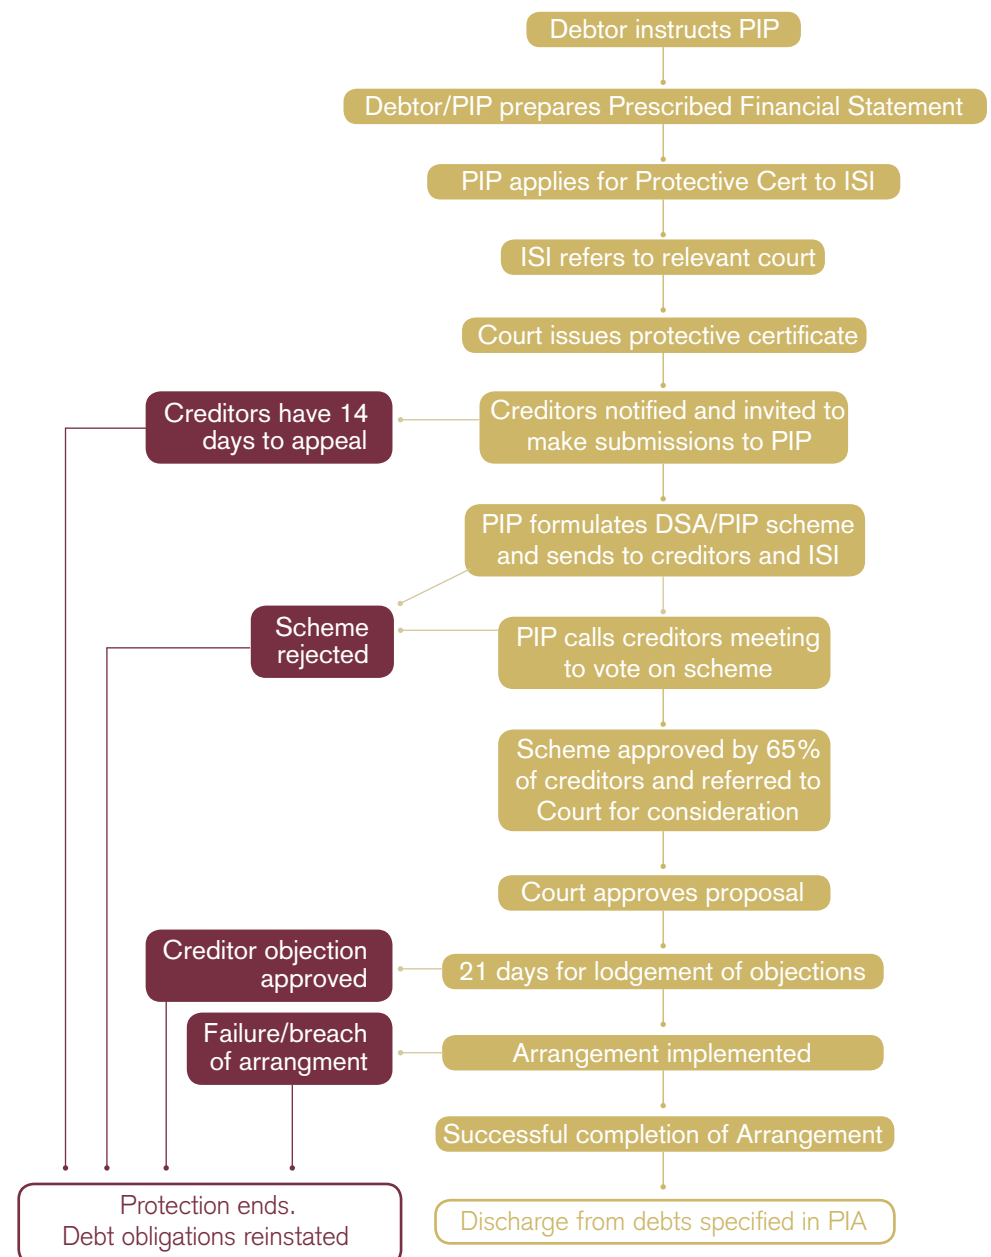 Debtor instructs PIP
Debtor/PIP prepares Prescribed Financial Statement
PIP applies for Protective Cert to ISI
ISI refers to relevant court
Court issues protective certificate
Creditors have 14
days to appeal
Creditors notified and invited to
make submissions to PIP
PIP formulates DSA/PIP scheme
and sends to creditors and ISI
Scheme
rejected
PIP calls creditors meeting
to vote on scheme
Scheme approved by 65%
of creditors and referred to
Court for consideration
Court approves proposal
Creditor objection
approved
21 days for lodgement of objections
Failure/breach
of arrangment
Arrangement implemented
Successful completion of Arrangement
Protection ends.
Debt obligations reinstated
Discharge from debts specified in PIA